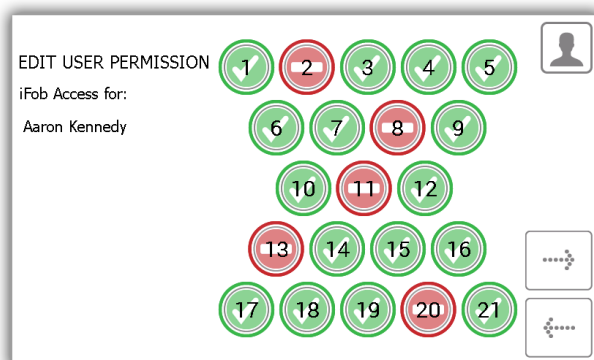 EDIT USER PERMISSION
iFob Access for:
Aaron Kennedy
1 2 3 4 5
6 7 8 9
10 11 12
13 14 15 16
17 18 19 20 21